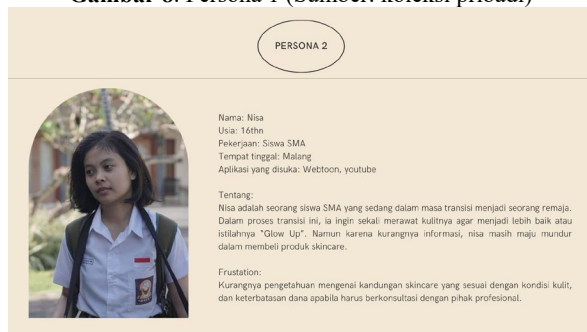 Gambar 6. Persona 1 (Sumber: koleksi pribadi)
PERSONA 2
Nama: Nisa
Usia: 16thn
Pekerjaan: Siswa SMA
Tempat tinggal: Malang
Aplikasi yang disuka: Webtoon, youtube
Tentang:
Nisa adalah seorang siswa SMA yang sedang dalam masa transisi menjadi seorang remaja.
Dalam proses transisi ini, ia ingin sekali merawat kulitnya agar menjadi lebih baik atau
istilahnya "Glow Up". Namun karena kurangnya informasi, nisa masih maju mundur
dalam membeli produk skincare.
Frustation:
Kurangnya pengetahuan mengenai kandungan skincare yang sesuai dengan kondisi kulit,
dan keterbatasan dana apabila harus berkonsultasi dengan pihak profesional.